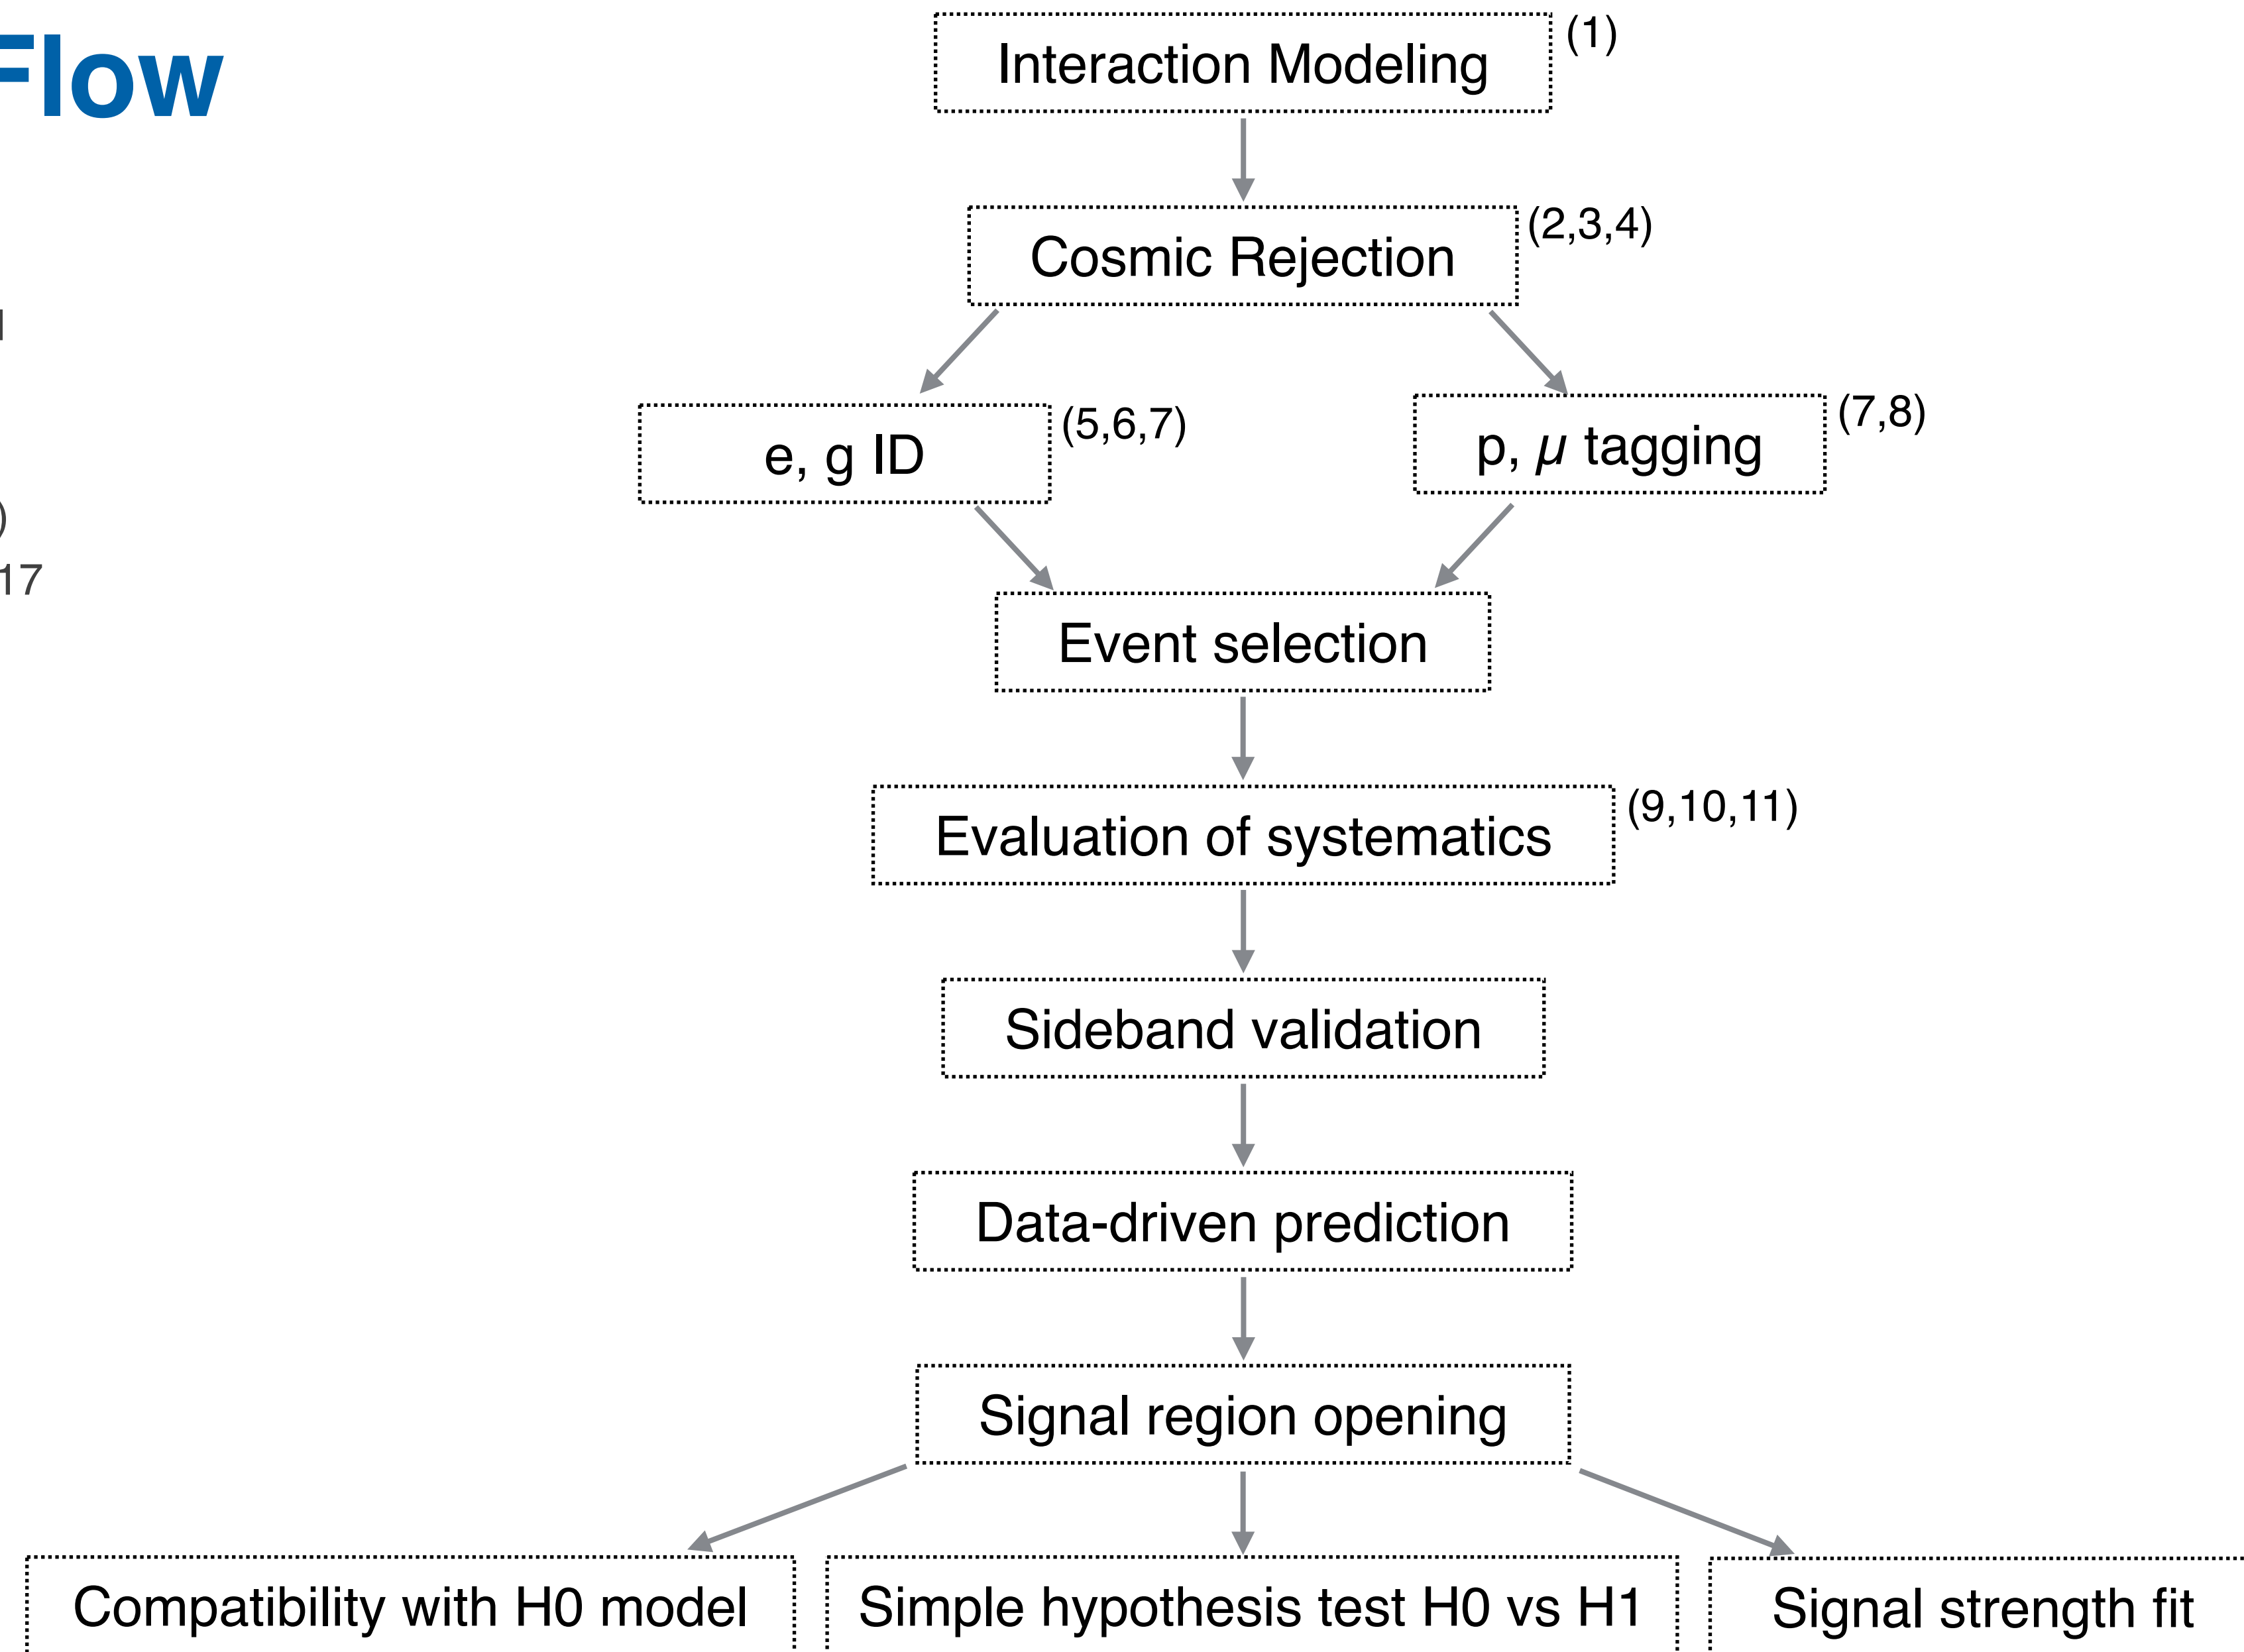 Flow
)
17
Interaction Modeling (1)
Cosmic Rejection (2,3,4)
e, g ID (5,6,7)
p, μ tagging (7,8)
Event selection
Evaluation of systematics (9,10,11)
Sideband validation
Data-driven prediction
Signal region opening
Compatibility with H0 model
Simple hypothesis test H0 vs H1
Signal strength fit